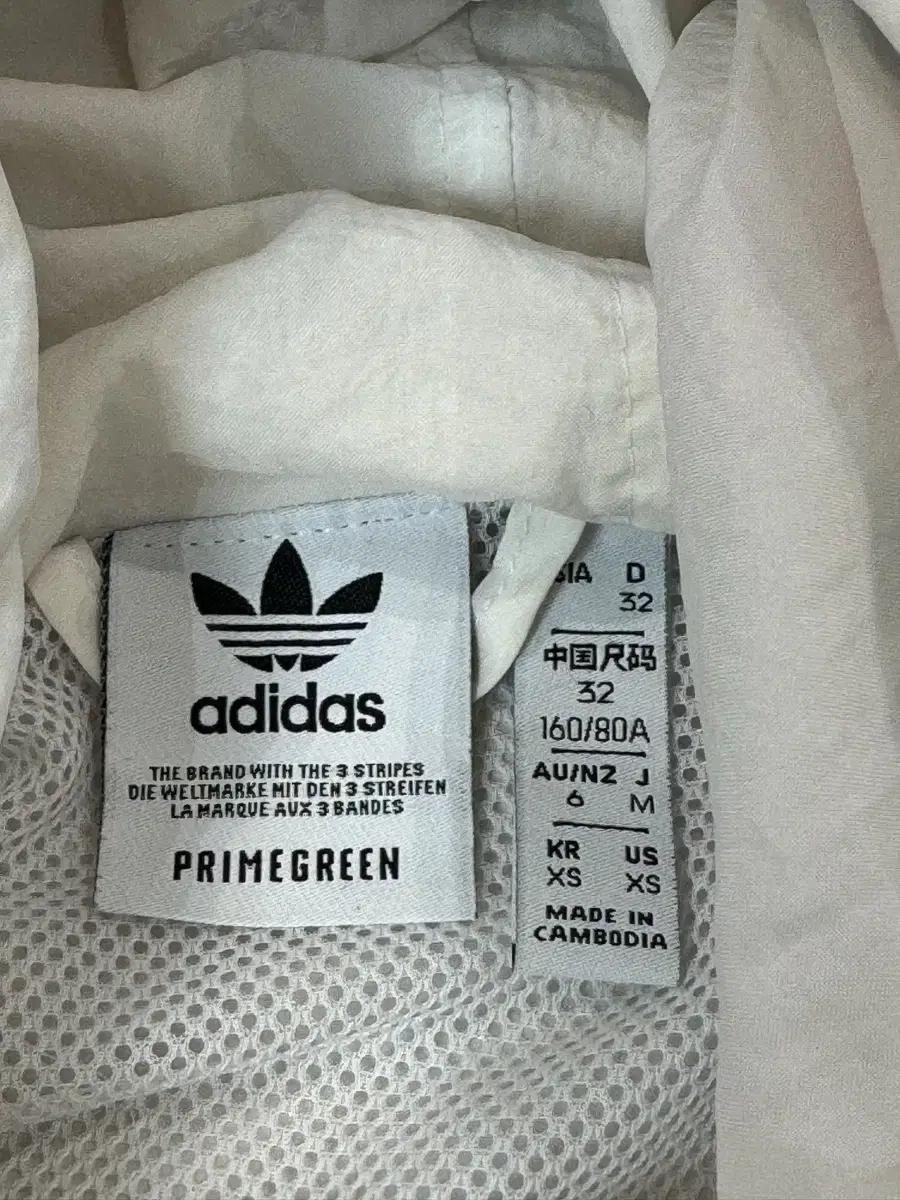 adidas
THE BRAND WITH THE 3 STRIPES
DIE WELTMARKE MIT DEN 3 STREIFEN
LA MARQUE AUX 3 BANDES
PRIMEGREEN
D
32
中国尺码
32
160/80A
AU/NZ J
6 M
KR US
XS XS
MADE IN
CAMBODIA